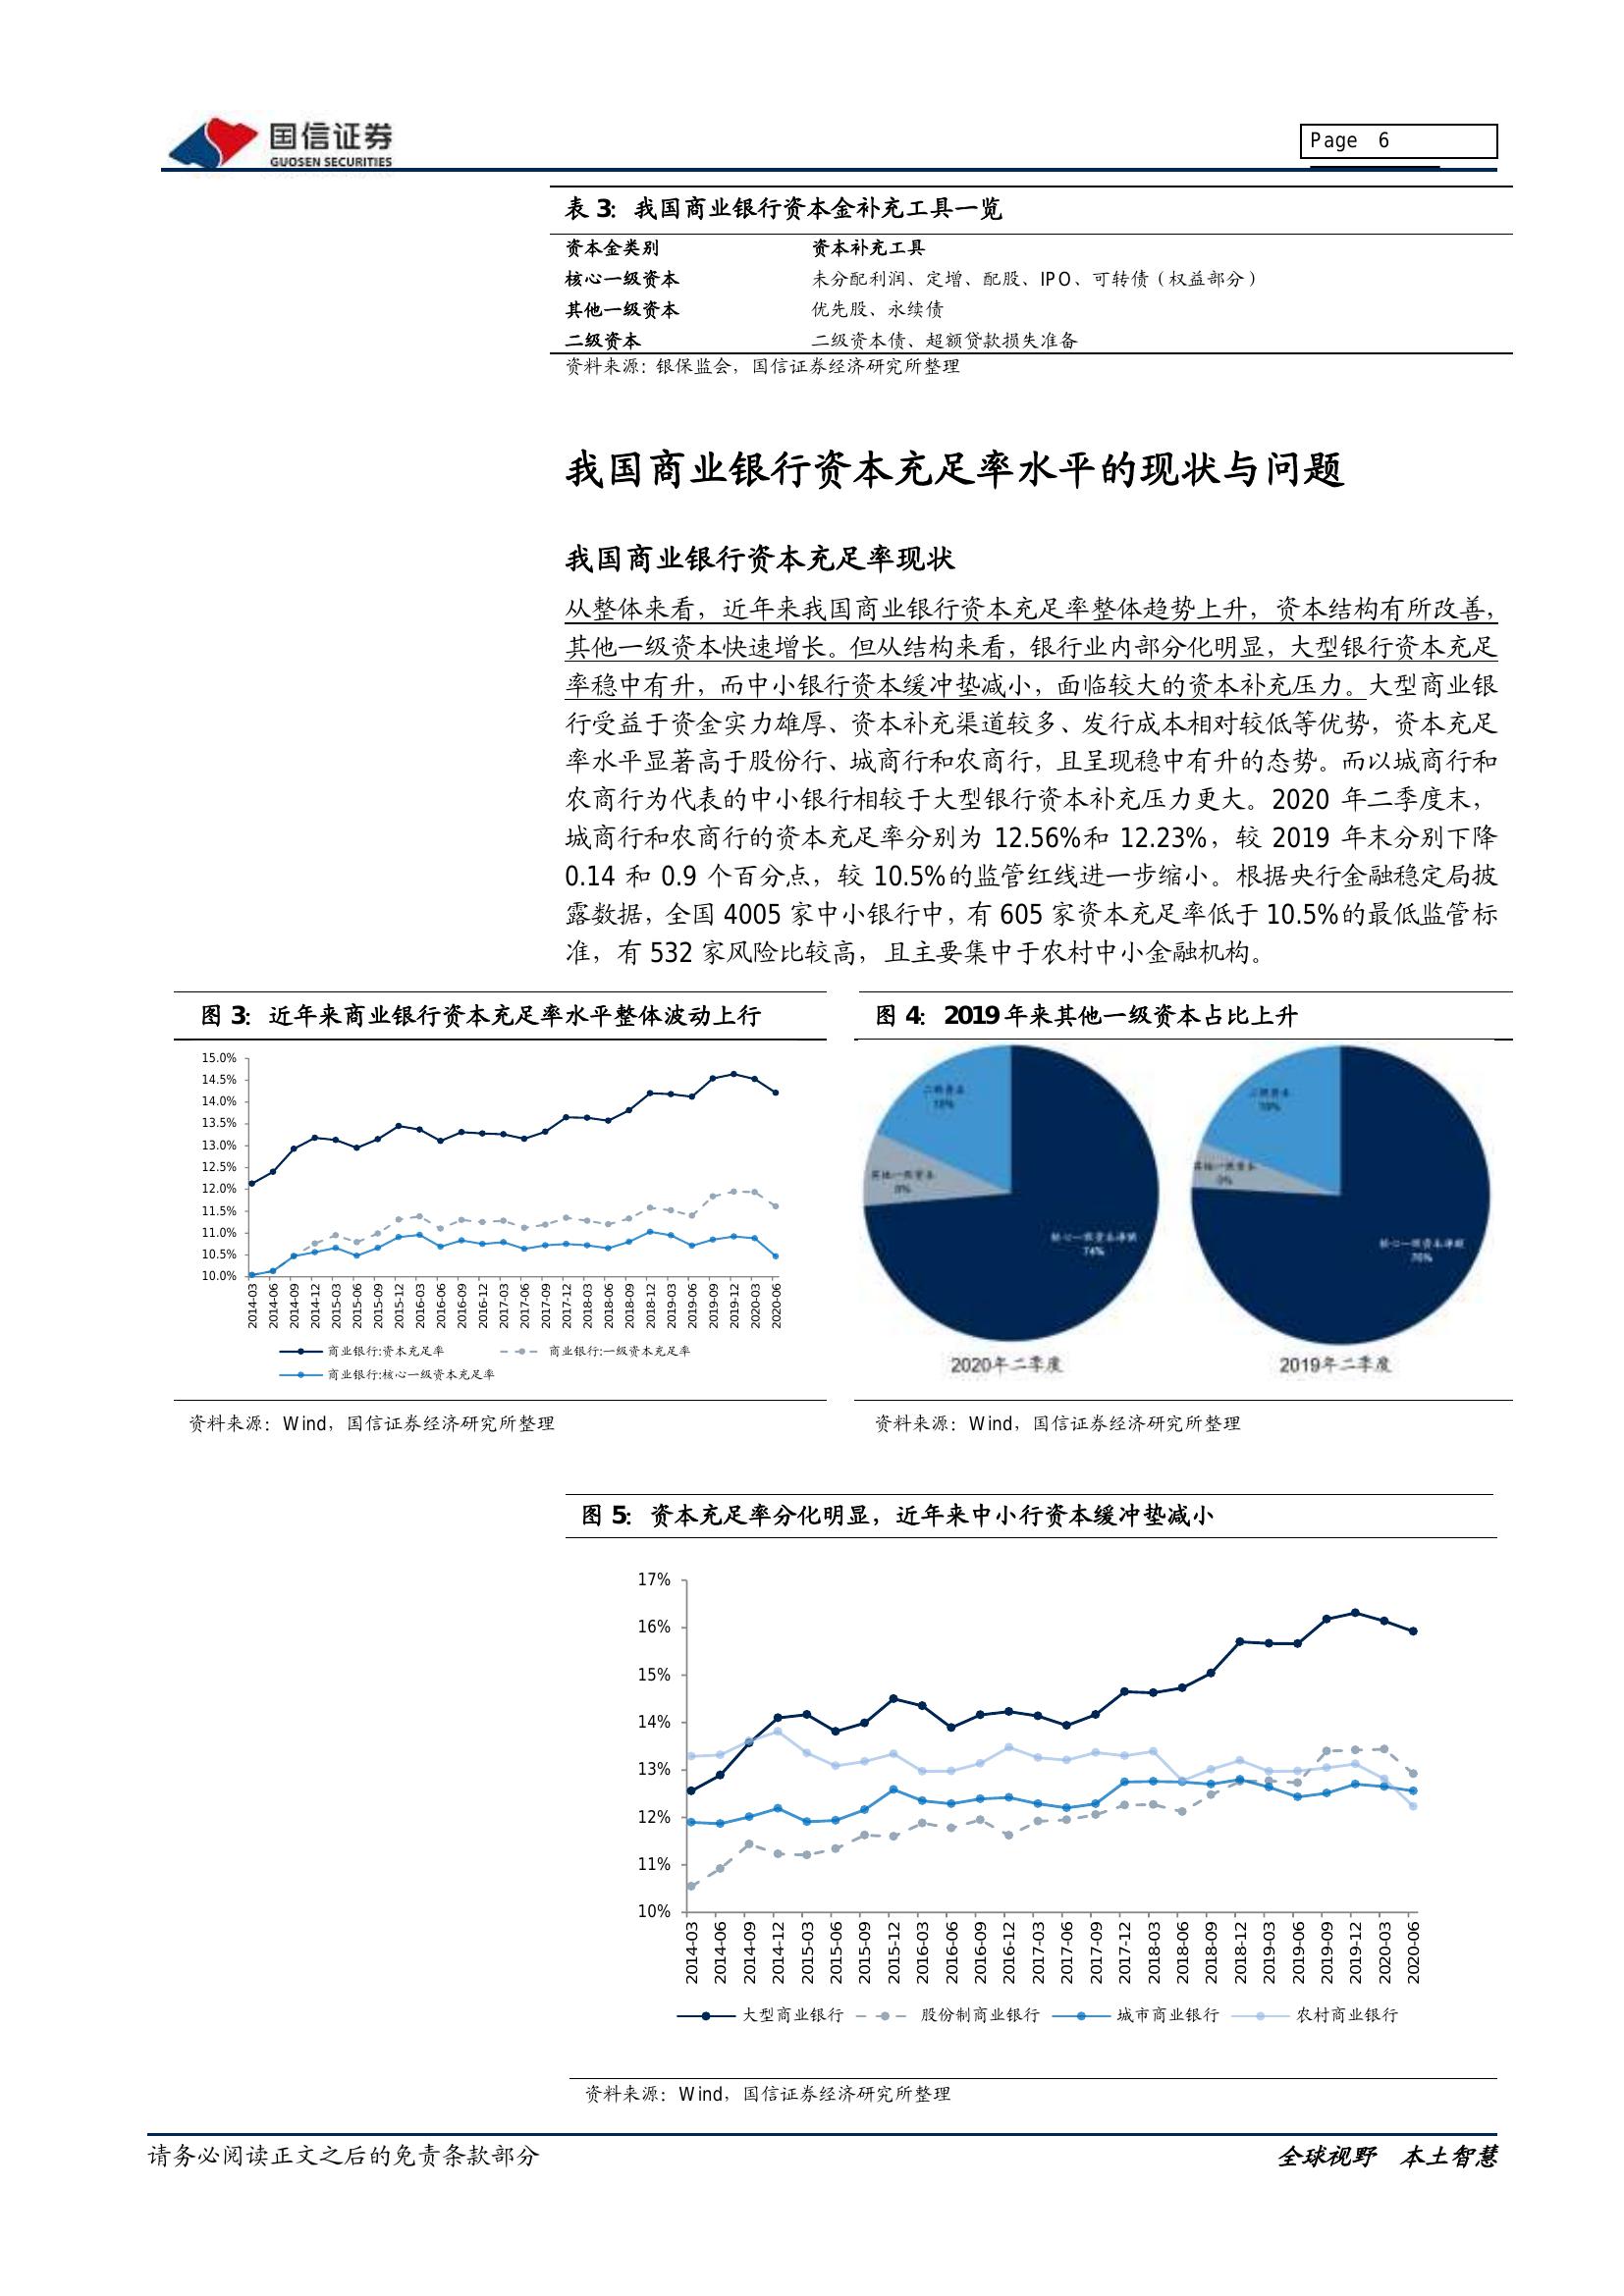 国信证券
GUOSEN SECURITIES
Page 6
表 3: 我国商业银行资本金补充工具一览
资本金类别 资本补充工具
核心一级资本 未分配利润、定增、配股、IPO、可转债（权益部分）
其他一级资本 优先股、永续债
二级资本 二级资本债、超额贷款损失准备
资料来源: 银保监会，国信证券经济研究所整理
我国商业银行资本充足率水平的现状与问题
我国商业银行资本充足率现状
从整体来看，近年来我国商业银行资本充足率整体趋势上升，资本结构有所改善，
其他一级资本快速增长。但从结构来看，银行业内部分化明显，大型银行资本充足
率稳中有升，而中小银行资本缓冲垫减小，面临较大的资本补充压力。大型商业银
行受益于资金实力雄厚、资本补充渠道较多、发行成本相对较低等优势，资本充足
率水平显著高于股份行、城商行和农商行，且呈现稳中有升的态势。而以城商行和
农商行为代表的中小银行相较于大型银行资本补充压力更大。2020 年二季度末，
城商行和农商行的资本充足率分别为 12.56%和 12.23%，较 2019 年末分别下降
0.14 和 0.9 个百分点，较 10.5%的监管红线进一步缩小。根据央行金融稳定局披
露数据，全国 4005 家中小银行中，有 605 家资本充足率低于 10.5%的最低监管标
准，有 532 家风险比较高，且主要集中于农村中小金融机构。
图 3: 近年来商业银行资本充足率水平整体波动上行
15.0%
14.5%
14.0%
13.5%
13.0%
12.5%
12.0%
11.5%
11.0%
10.5%
10.0%
2014-03 2014-06 2014-09 2014-12 2015-03 2015-06 2015-09 2015-12 2016-03 2016-06 2016-09 2016-12 2017-03 2017-06 2017-09 2017-12 2018-03 2018-06 2018-09 2018-12 2019-03 2019-06 2019-09 2019-12 2020-03 2020-06
商业银行:资本充足率 商业银行:一级资本充足率
商业银行:核心一级资本充足率
资料来源: Wind，国信证券经济研究所整理
图 4: 2019 年来其他一级资本占比上升
二级资本
其他一级资本
核心一级资本净额
74%
2020年二季度
二级资本
其他一级资本
核心一级资本净额
2019年二季度
资料来源: Wind，国信证券经济研究所整理
图 5: 资本充足率分化明显，近年来中小行资本缓冲垫减小
17%
16%
15%
14%
13%
12%
11%
10%
2014-03 2014-06 2014-09 2014-12 2015-03 2015-06 2015-09 2015-12 2016-03 2016-06 2016-09 2016-12 2017-03 2017-06 2017-09 2017-12 2018-03 2018-06 2018-09 2018-12 2019-03 2019-06 2019-09 2019-12 2020-03 2020-06
大型商业银行 股份制商业银行 城市商业银行 农村商业银行
资料来源: Wind，国信证券经济研究所整理
请务必阅读正文之后的免责条款部分
全球视野 本土智慧